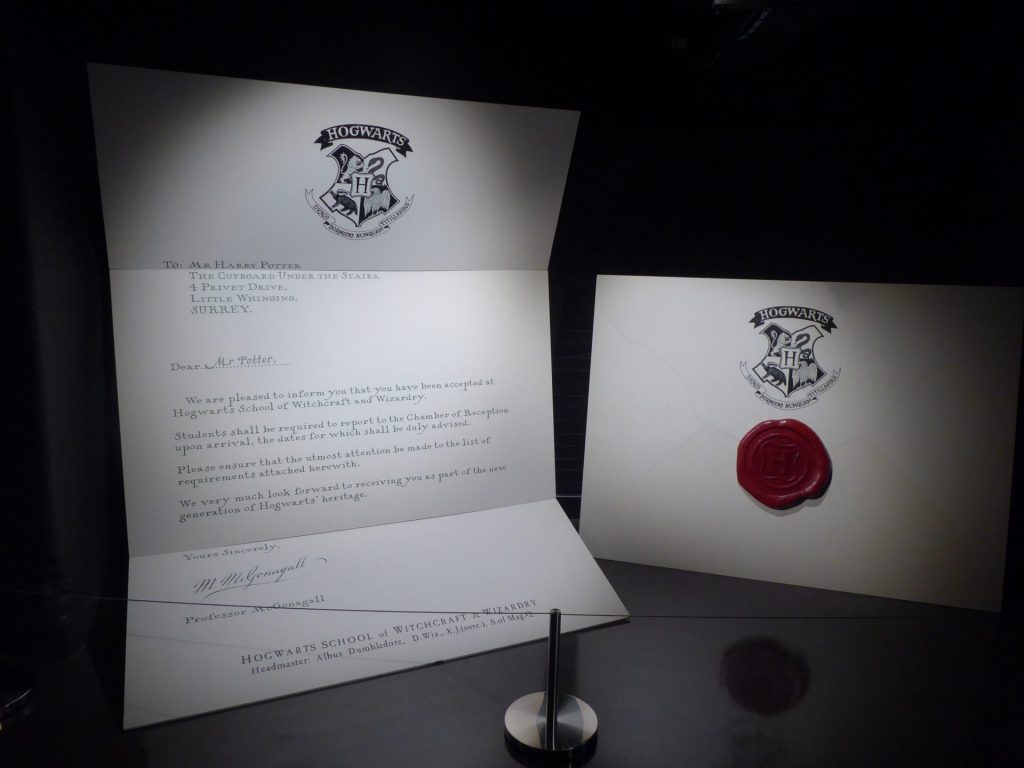 HOGWARTS
H
DRACO DORMIENS NUNQUAM TITILLANDUS
To: Mr Harry Potter
The Cupboard Under the Stairs,
4 Privet Drive,
Little Whinging,
SURREY.
Dear Mr Potter,
We are pleased to inform you that you have been accepted at
Hogwarts School of Witchcraft and Wizardry.
Students shall be required to report to the Chamber of Reception
upon arrival, the dates for which shall be duly advised.
Please ensure that the utmost attention be made to the list of
requirements attached herewith.
We very much look forward to receiving you as part of the new
generation of Hogwarts' heritage.
Yours Sincerely,
M McGonagall
Professor McGonagall
HOGWARTS SCHOOL of WITCHCRAFT & WIZARDRY
Headmaster: Albus Dumbledore, D.Wiz., X.J.(sorc.), S.of Mag.Q.
HOGWARTS
H
DRACO DORMIENS NUNQUAM TITILLANDUS
H